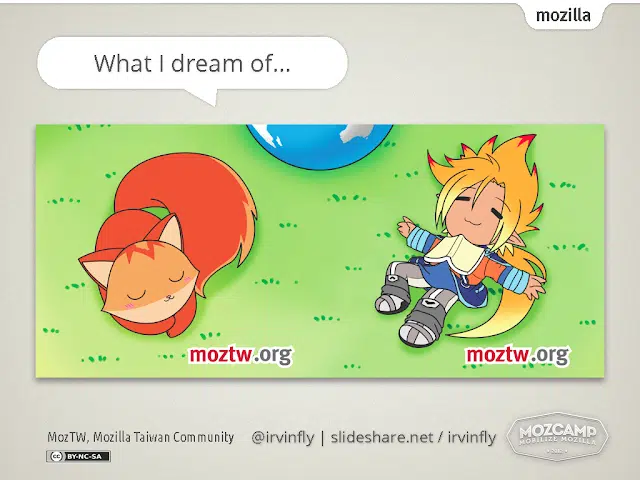 mozilla
What I dream of...
moztw.org
moztw.org
MozTW, Mozilla Taiwan Community
@irvinfly | slideshare.net / irvinfly
MOZCAMP
MOBILIZE MOZILLA
cc BY-NC-SA